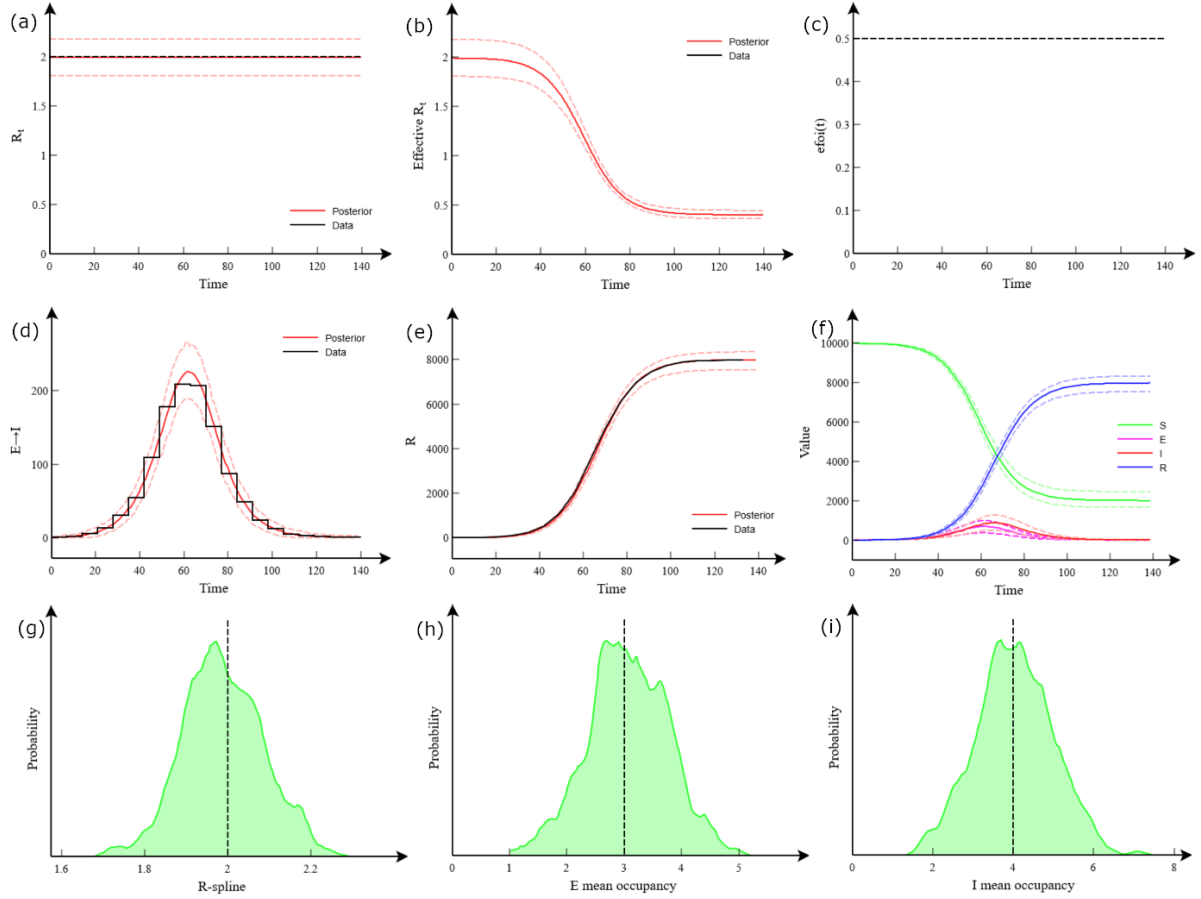 (a)
R_t
2
1.5
1
0.5
0
0 20 40 60 80 100 120 140
Time
Posterior
Data
(b)
Effective R_t
2
1.5
1
0.5
0
0 20 40 60 80 100 120 140
Time
Posterior
Data
(c)
efoi(t)
0.5
0.4
0.3
0.2
0.1
0
0 20 40 60 80 100 120 140
Time
(d)
E→I
200
100
0
0 20 40 60 80 100 120 140
Time
Posterior
Data
(e)
R
8000
6000
4000
2000
0
0 20 40 60 80 100 120 140
Time
Posterior
Data
(f)
Value
10000
8000
6000
4000
2000
0
0 20 40 60 80 100 120 140
Time
S
E
I
R
(g)
Probability
1.6 1.8 2 2.2
R-spline
(h)
Probability
0 1 2 3 4 5
E mean occupancy
(i)
Probability
0 2 4 6 8
I mean occupancy